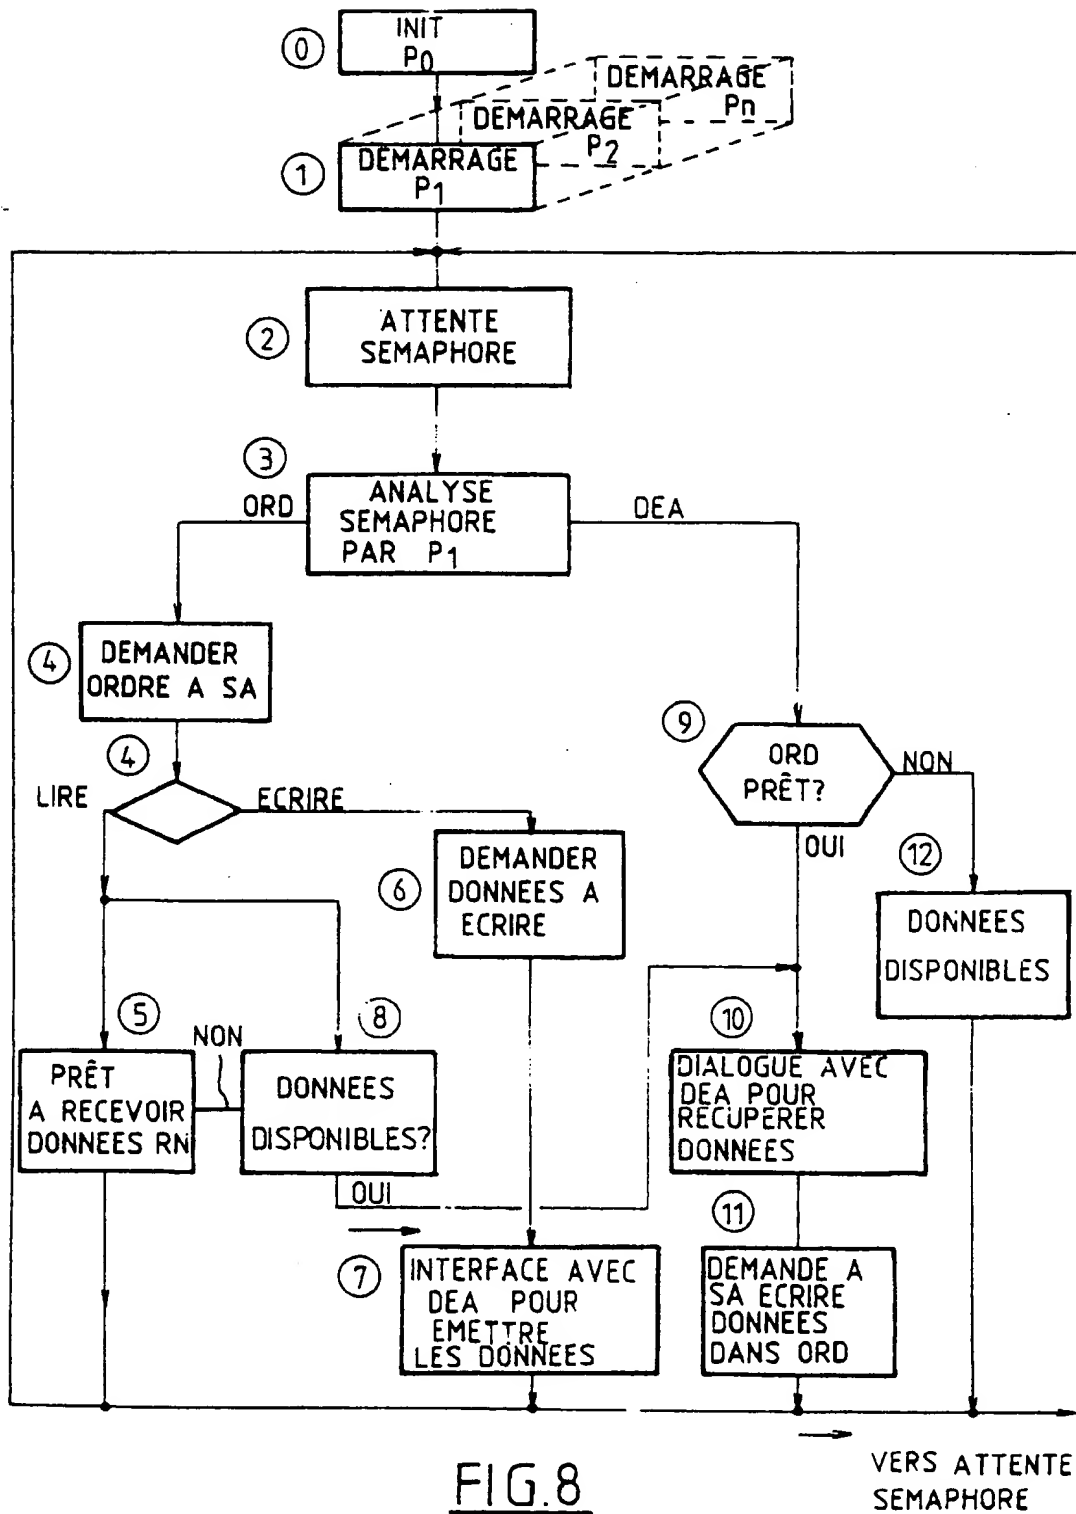 0
INIT
P0
DEMARRAGE
Pn
DEMARRAGE
P2
1
DEMARRAGE
P1
2
ATTENTE
SEMAPHORE
3
ORD
ANALYSE
SEMAPHORE
PAR P1
DEA
4
DEMANDER
ORDRE A SA
4
LIRE
ECRIRE
9
ORD
PRÊT?
NON
OUI
6
DEMANDER
DONNEES A
ECRIRE
12
DONNEES
DISPONIBLES
5
PRÊT
A RECEVOIR
DONNEES RN
NON
8
DONNEES
DISPONIBLES?
OUI
10
DIALOGUE AVEC
DEA POUR
RECUPERER
DONNEES
7
INTERFACE AVEC
DEA POUR
EMETTRE
LES DONNEES
11
DEMANDE A
SA ECRIRE
DONNEES
DANS ORD
FIG.8
VERS ATTENTE
SEMAPHORE